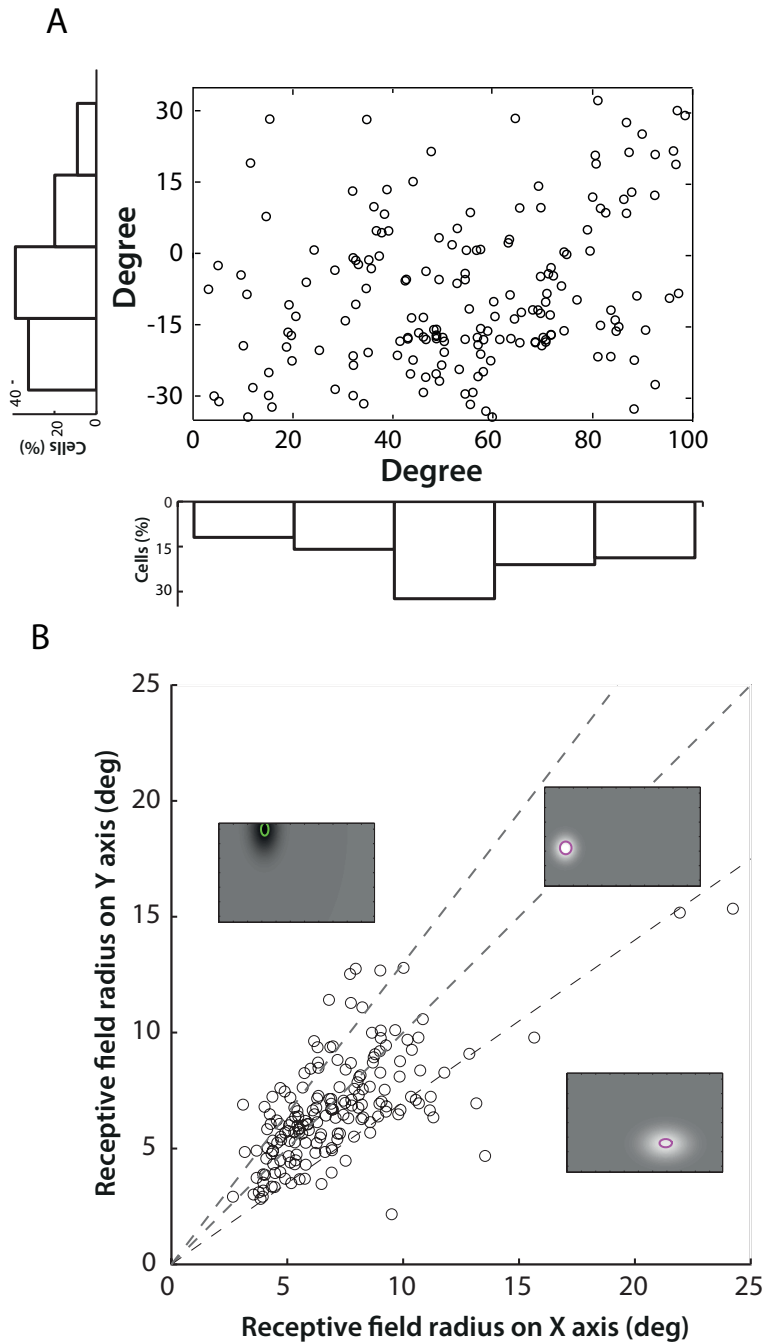 A
30
15
0
-15
-30
Degree
0 20 40 60 80 100
Degree
40
20
0
Cells (%)
0
15
30
Cells (%)
B
25
20
15
10
5
0
Receptive field radius on Y axis (deg)
0 5 10 15 20 25
Receptive field radius on X axis (deg)